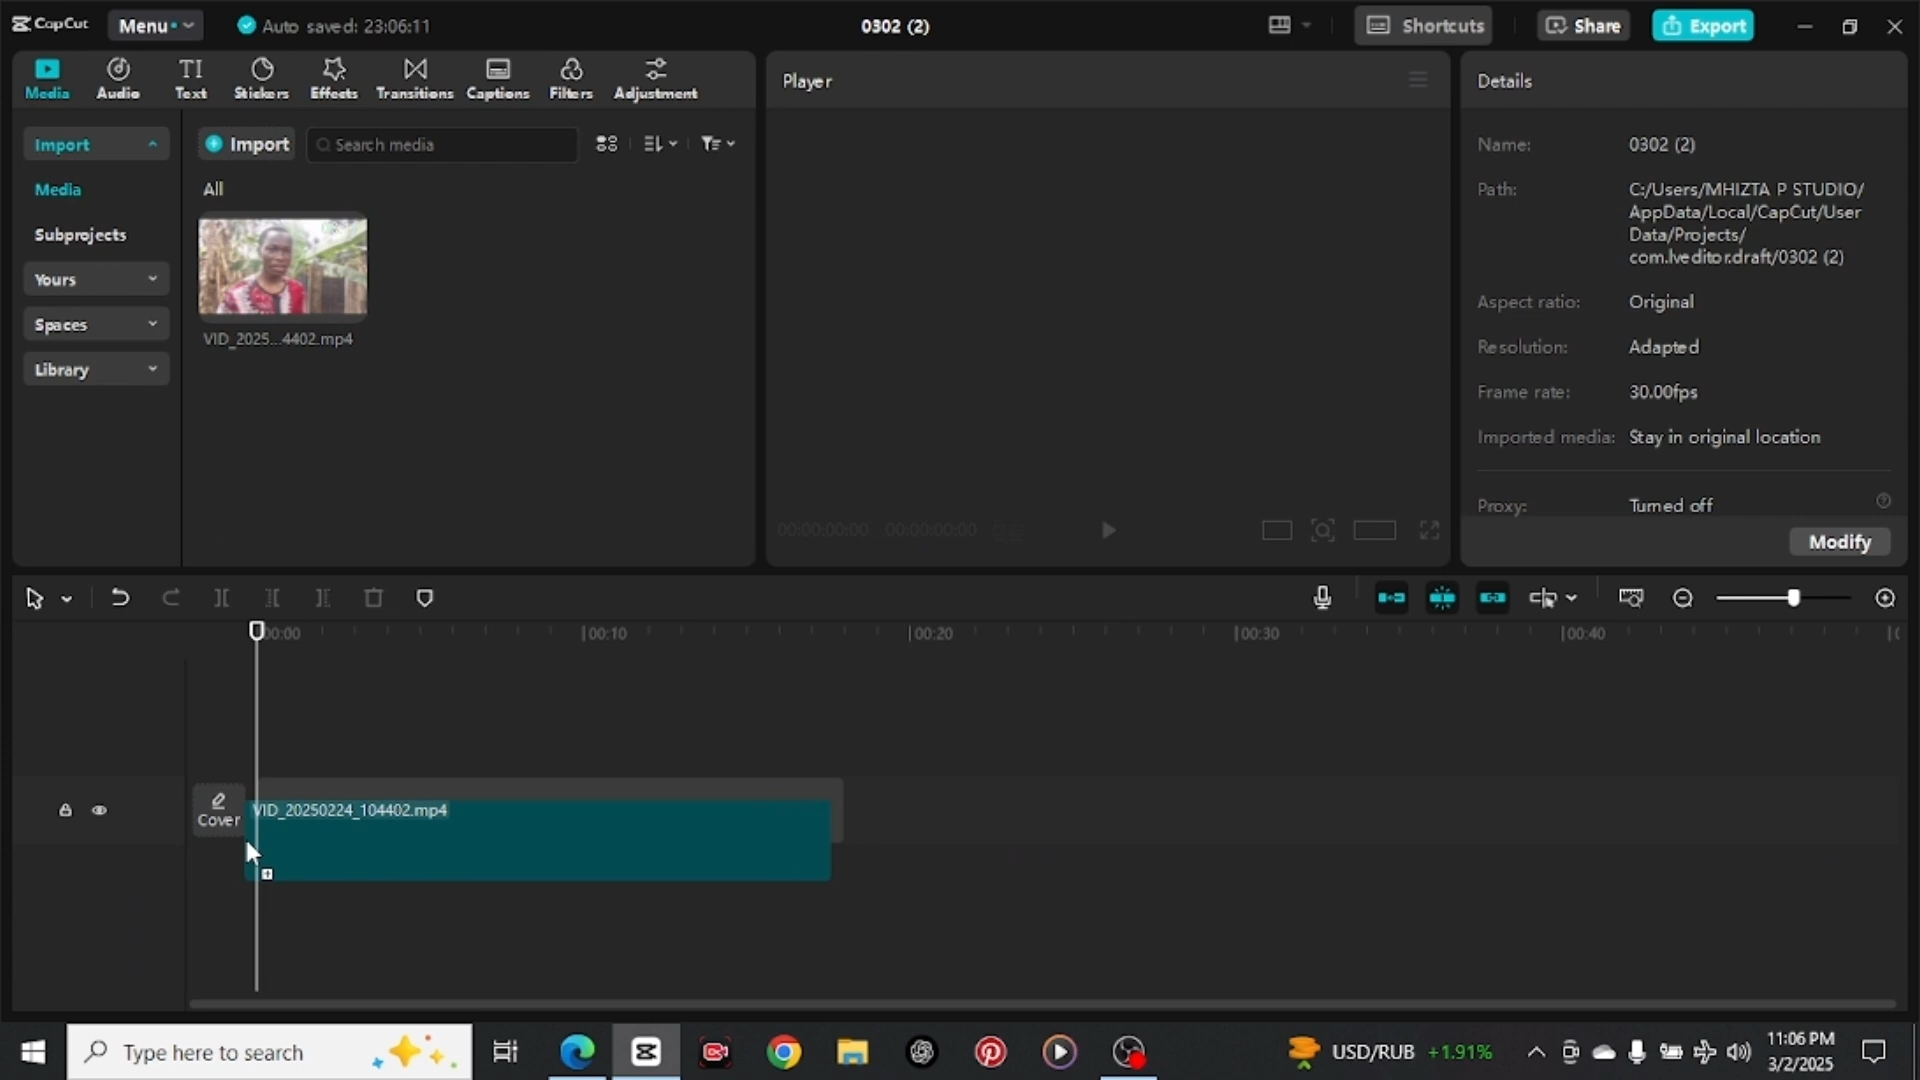 CapCut
Menu
Auto saved: 23:06:11
0302 (2)
Shortcuts
Share
Export
Media
Audio
TI
Text
Stickers
Effects
Transitions
Captions
Filters
Adjustment
Player
Details
Import
Media
Subprojects
Yours
Spaces
Library
Import
Search media
All
VID_2025...4402.mp4
00:00:00:00 00:00:00:00
Name: 0302 (2)
Path: C:/Users/MHIZTA P STUDIO/
AppData/Local/CapCut/User
Data/Projects/
com.lveditor.draft/0302 (2)
Aspect ratio: Original
Resolution: Adapted
Frame rate: 30.00fps
Imported media: Stay in original location
Proxy: Turned off
Modify
00:00 |00:10 |00:20 |00:30 |00:40
Cover
VID_20250224_104402.mp4
Type here to search
USD/RUB +1.91%
11:06 PM
3/2/2025